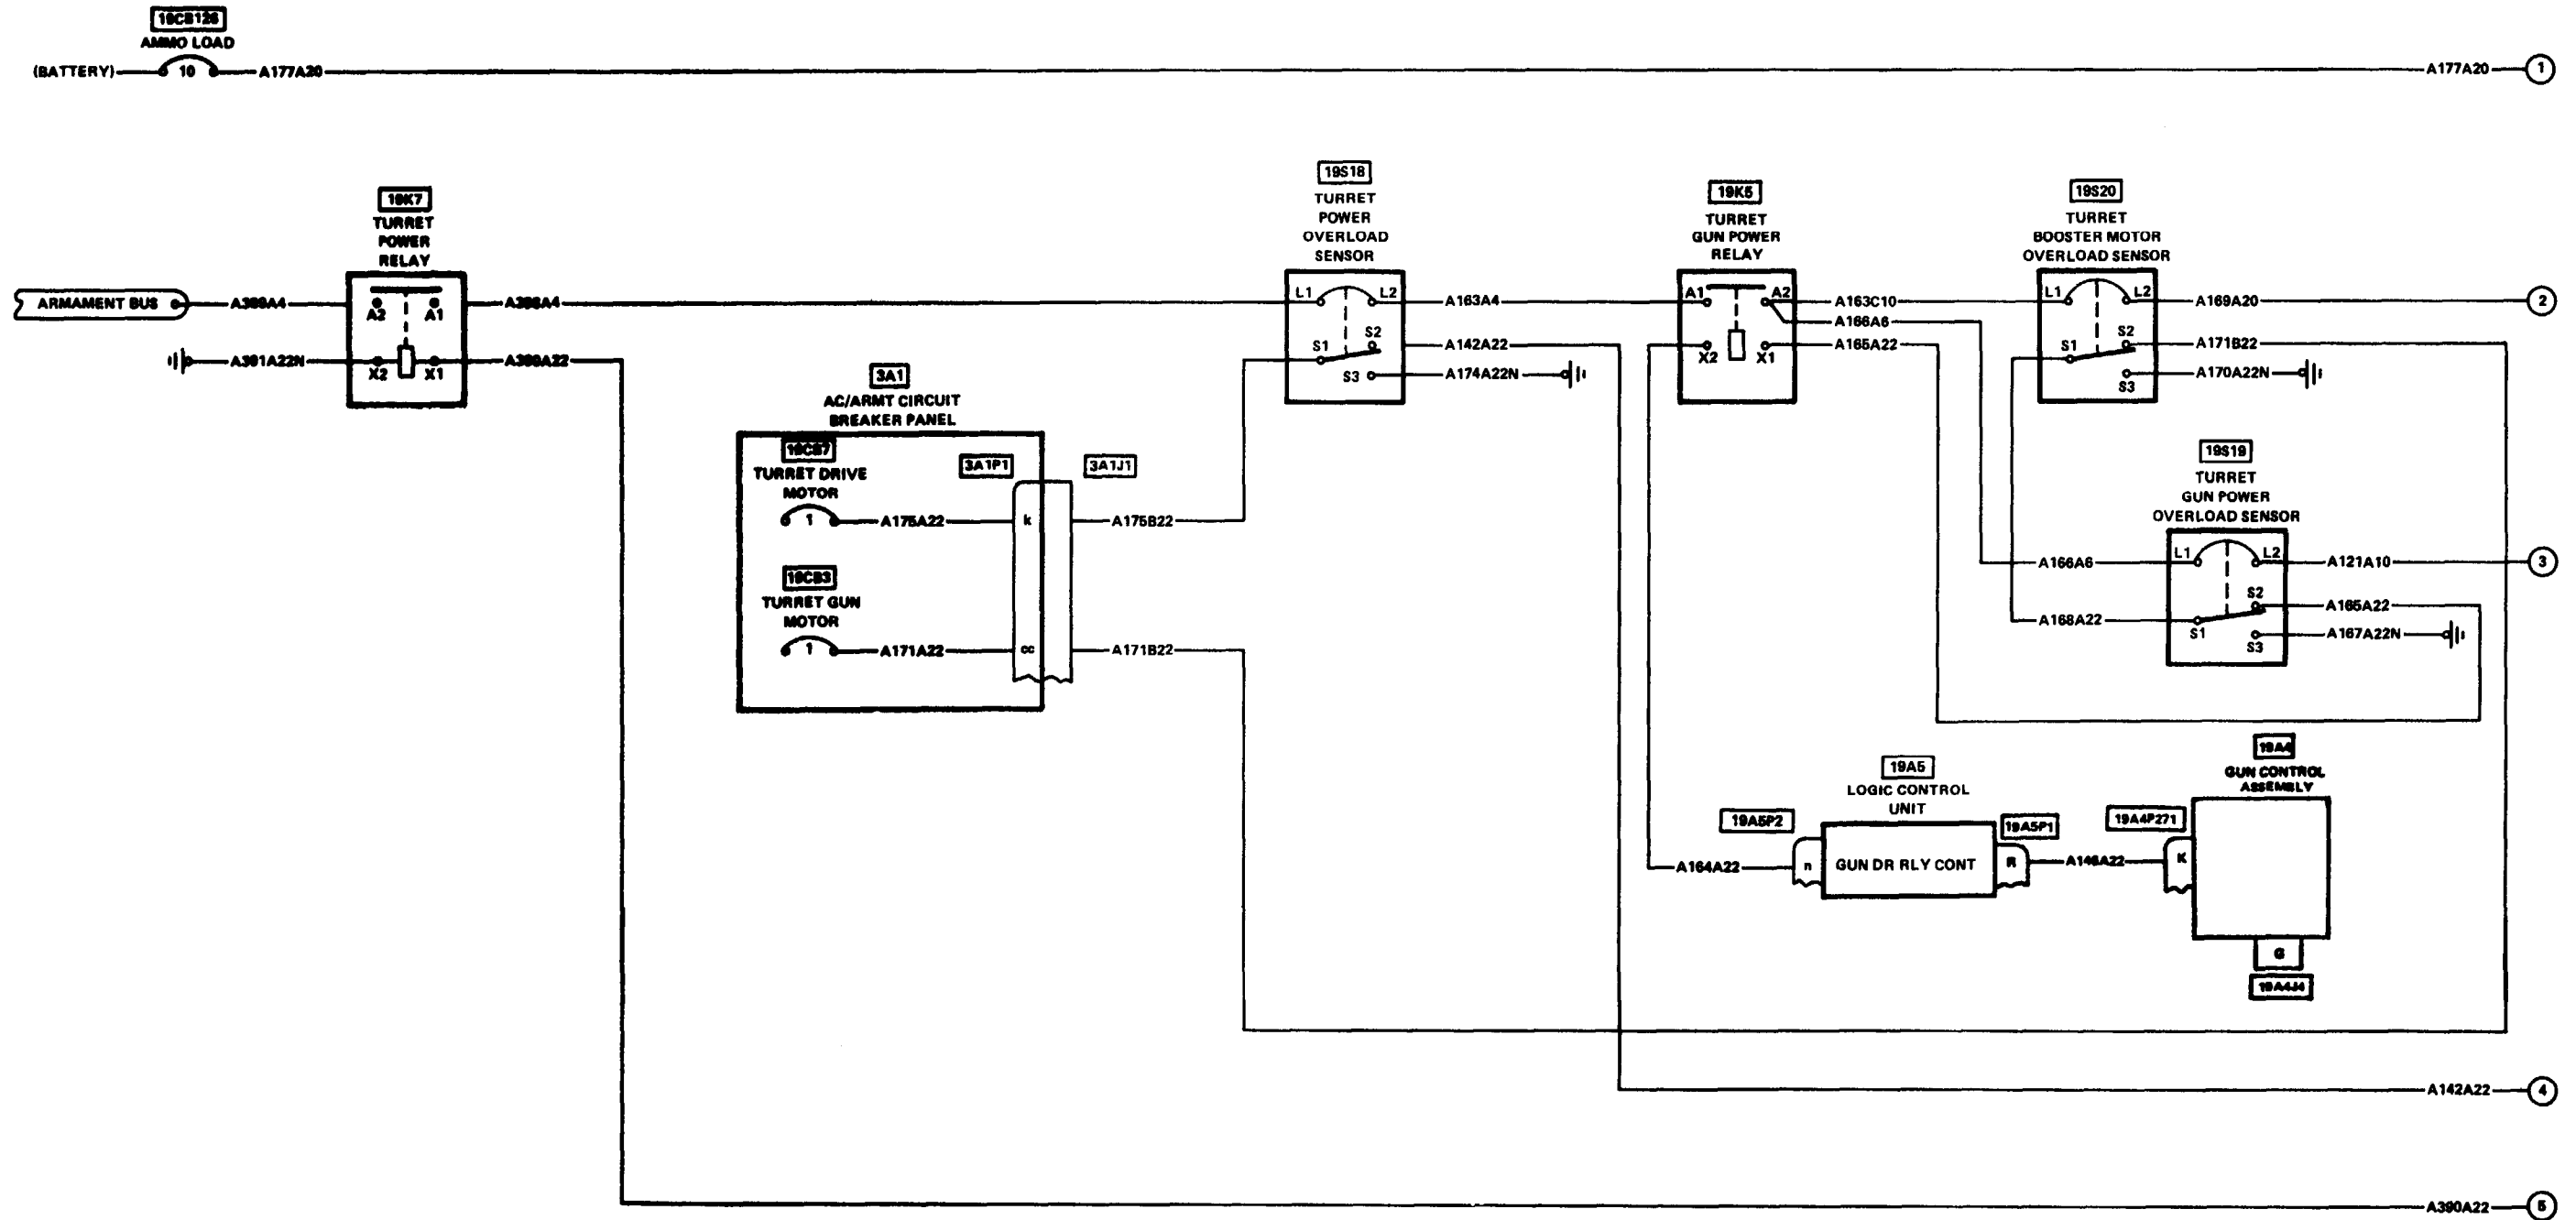 19CB126
AMMO LOAD
(BATTERY)
10
A177A20
A177A20
1
19K7
TURRET
POWER
RELAY
ARMAMENT BUS
A389A4
A2
A1
A388A4
A391A22N
X2
X1
A390A22
19S18
TURRET
POWER
OVERLOAD
SENSOR
L1
L2
A163A4
S1
S2
A142A22
S3
A174A22N
19K5
TURRET
GUN POWER
RELAY
A1
A2
A163C10
A166A6
X2
X1
A165A22
19S20
TURRET
BOOSTER MOTOR
OVERLOAD SENSOR
L1
L2
A169A20
2
S1
S2
A171B22
A170A22N
S3
3A1
AC/ARMT CIRCUIT
BREAKER PANEL
19CB7
TURRET DRIVE
MOTOR
1
A175A22
3A1P1
3A1J1
k
A175B22
19CB3
TURRET GUN
MOTOR
1
A171A22
cc
A171B22
19S19
TURRET
GUN POWER
OVERLOAD SENSOR
A166A6
L1
L2
A121A10
3
A168A22
S2
A165A22
S1
A167A22N
S3
19A5
LOGIC CONTROL
UNIT
19A5P2
A164A22
n
GUN DR RLY CONT
19A5P1
R
A146A22
19A4
GUN CONTROL
ASSEMBLY
19A4P271
K
G
19A4J4
A142A22
4
A390A22
5